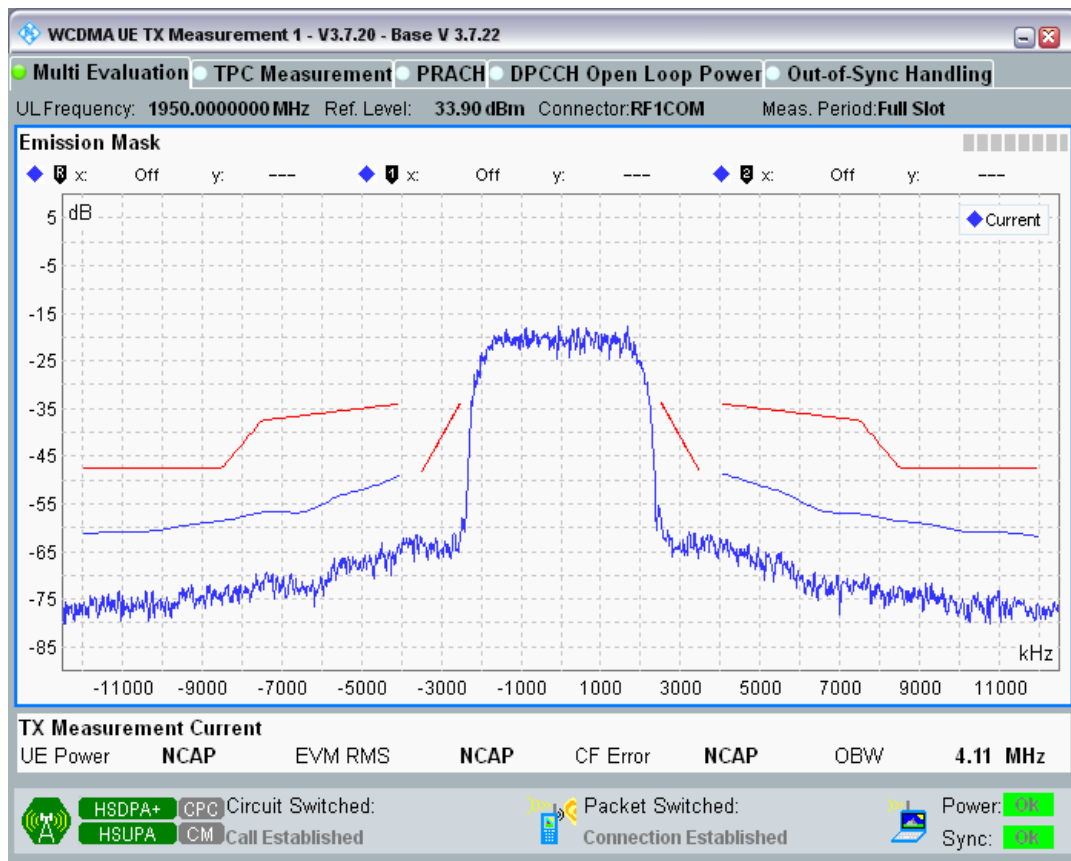 WCDMA UE TX Measurement 1 - V3.7.20 - Base V 3.7.22
Multi Evaluation TPC Measurement PRACH DPCCH Open Loop Power Out-of-Sync Handling
UL Frequency: 1950.0000000 MHz Ref. Level: 33.90 dBm Connector: RF1COM Meas. Period: Full Slot
Emission Mask
R x: Off y: --- 1 x: Off y: --- 2 x: Off y: ---
dB
Current
5
-5
-15
-25
-35
-45
-55
-65
-75
-85
kHz
-11000 -9000 -7000 -5000 -3000 -1000 1000 3000 5000 7000 9000 11000
TX Measurement Current
UE Power NCAP EVM RMS NCAP CF Error NCAP OBW 4.11 MHz
HSDPA+ CPC Circuit Switched: Packet Switched: Power: OK
HSUPA CM Call Established Connection Established Sync: OK